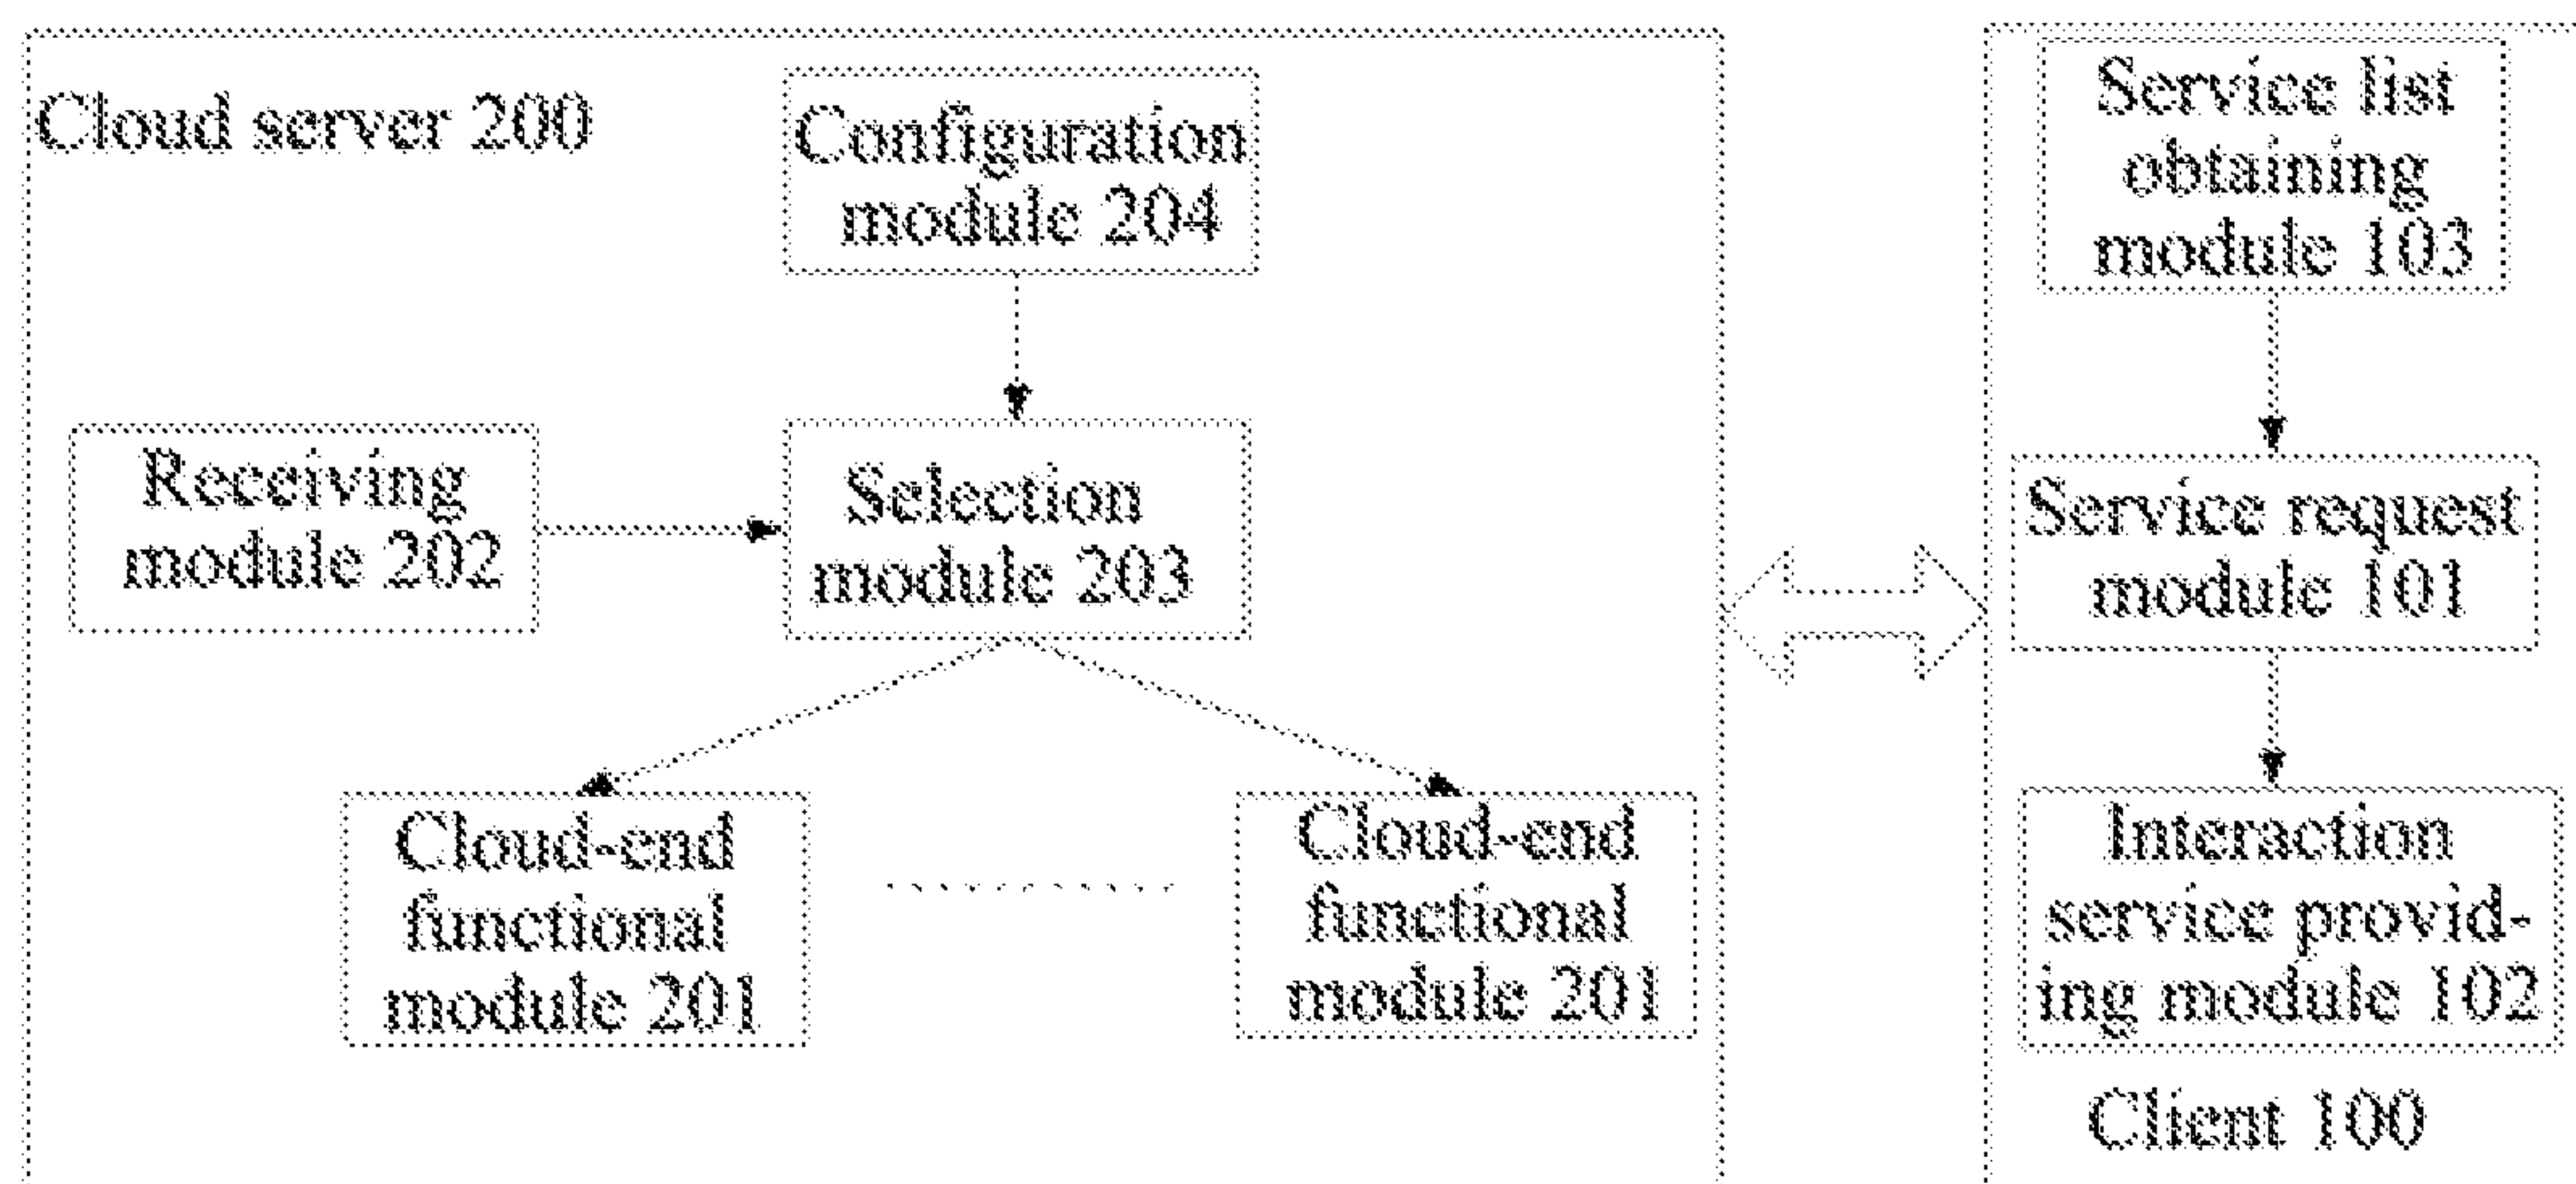 Cloud server 200
Configuration
module 204
Receiving
module 202
Selection
module 203
Cloud-end
functional
module 201
Cloud-end
functional
module 201
Service list
obtaining
module 103
Service request
module 101
Interaction
service provid-
ing module 102
Client 100